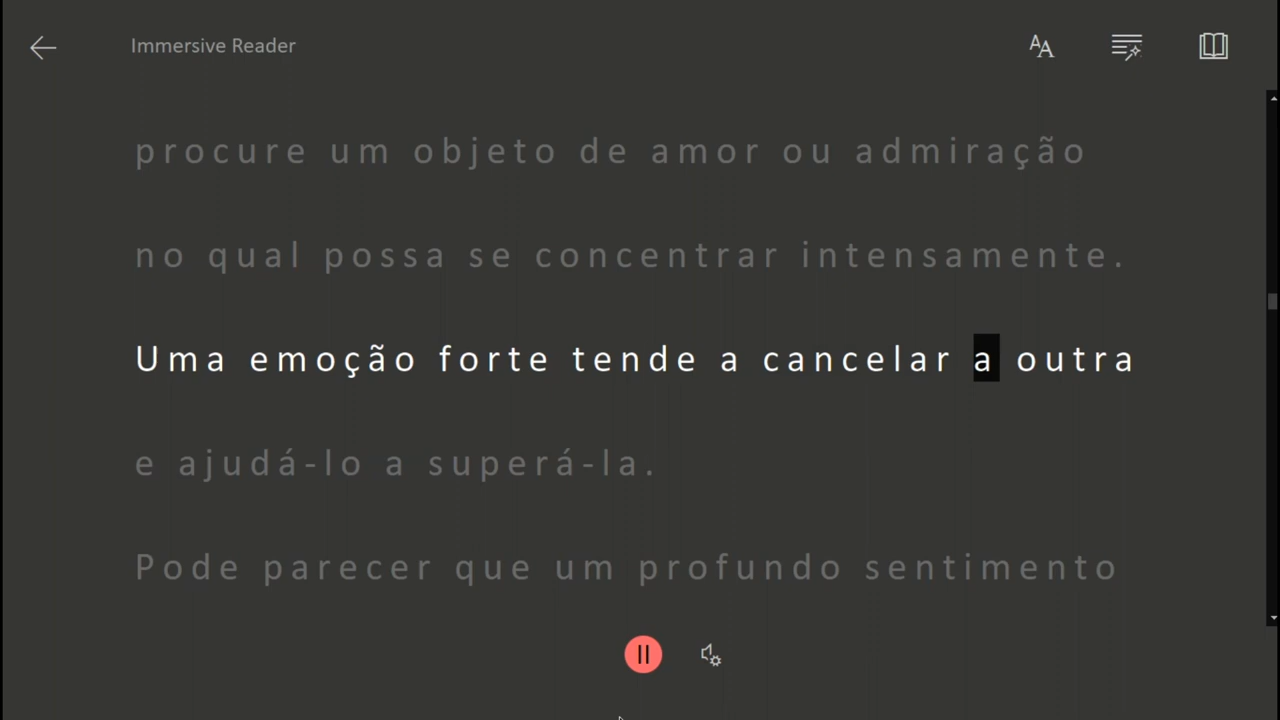 Immersive Reader
procure um objeto de amor ou admiração
no qual possa se concentrar intensamente.
Uma emoção forte tende a cancelar a outra
e ajudá-lo a superá-la.
Pode parecer que um profundo sentimento